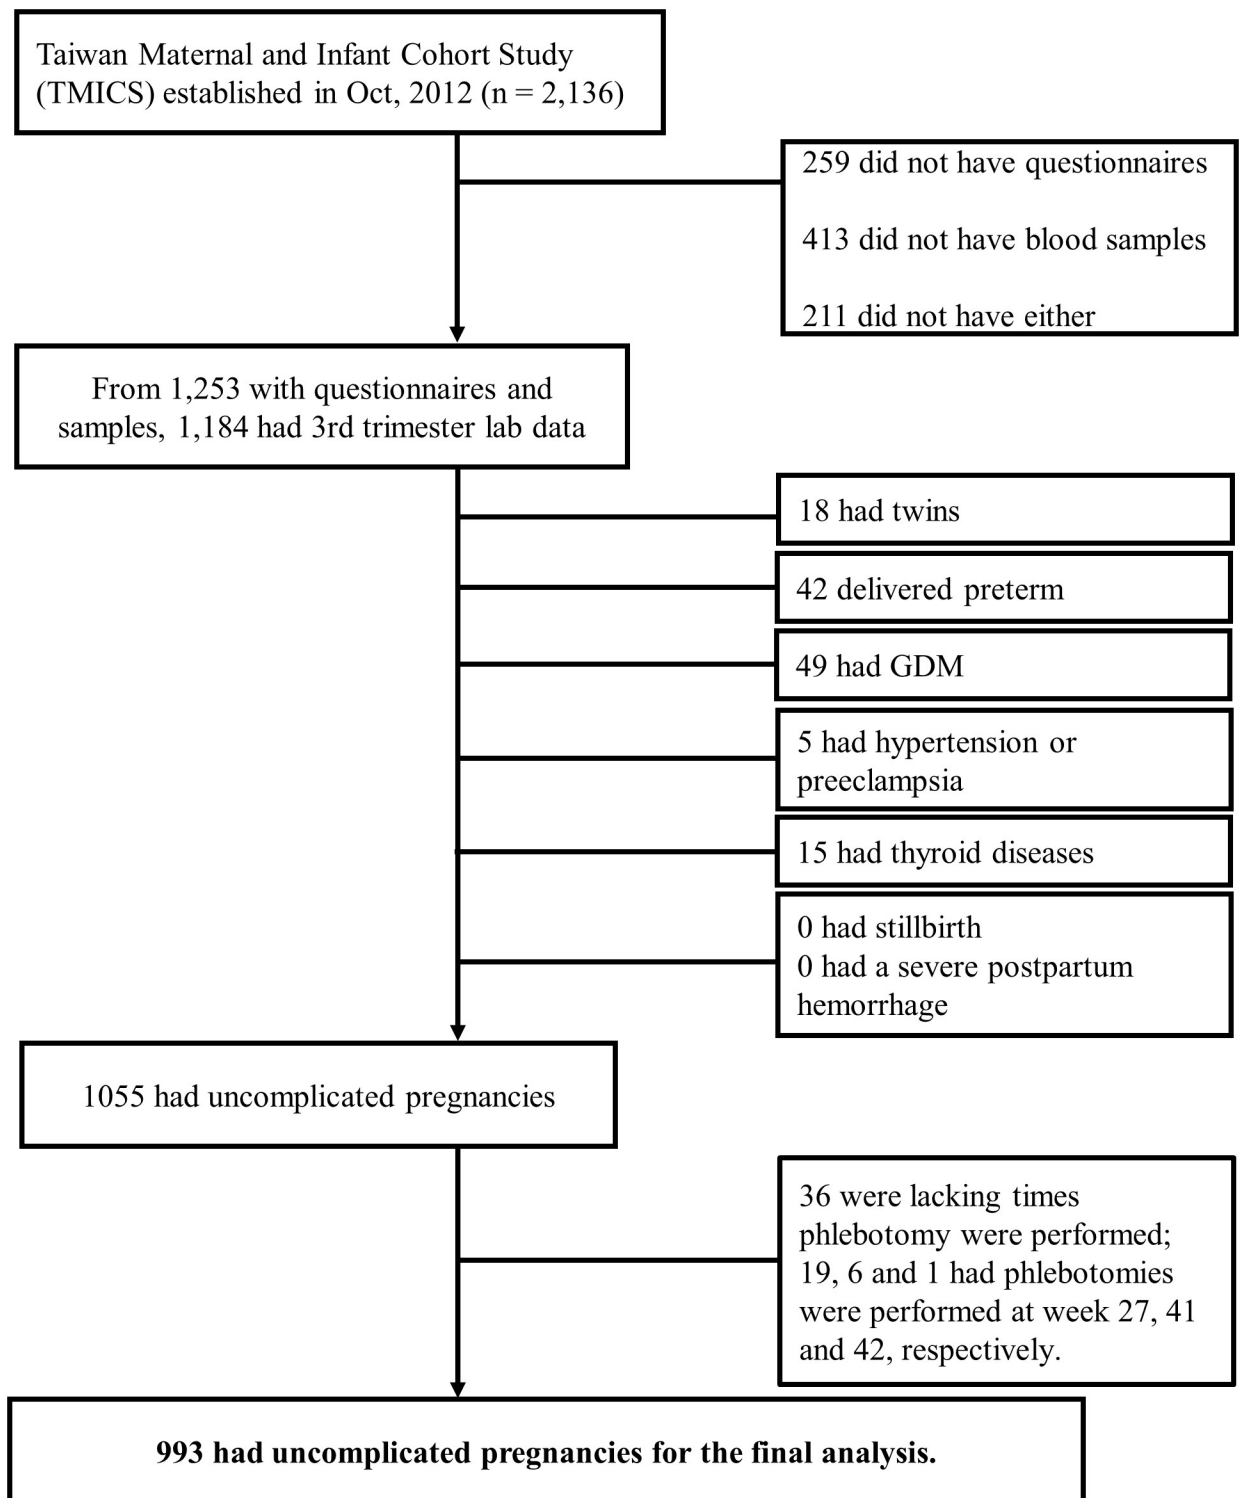 Taiwan Maternal and Infant Cohort Study
(TMICS) established in Oct, 2012 (n = 2,136)
259 did not have questionnaires
413 did not have blood samples
211 did not have either
From 1,253 with questionnaires and
samples, 1,184 had 3rd trimester lab data
18 had twins
42 delivered preterm
49 had GDM
5 had hypertension or
preeclampsia
15 had thyroid diseases
0 had stillbirth
0 had a severe postpartum
hemorrhage
1055 had uncomplicated pregnancies
36 were lacking times
phlebotomy were performed;
19, 6 and 1 had phlebotomies
were performed at week 27, 41
and 42, respectively.
993 had uncomplicated pregnancies for the final analysis.